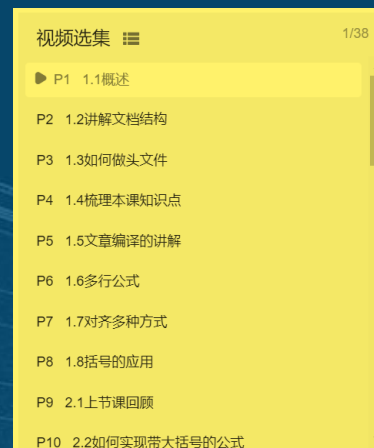 视频选集 1/38
P1 1.1概述
P2 1.2讲解文档结构
P3 1.3如何做头文件
P4 1.4梳理本课知识点
P5 1.5文章编译的讲解
P6 1.6多行公式
P7 1.7对齐多种方式
P8 1.8括号的应用
P9 2.1上节课回顾
P10 2.2如何实现带大括号的公式